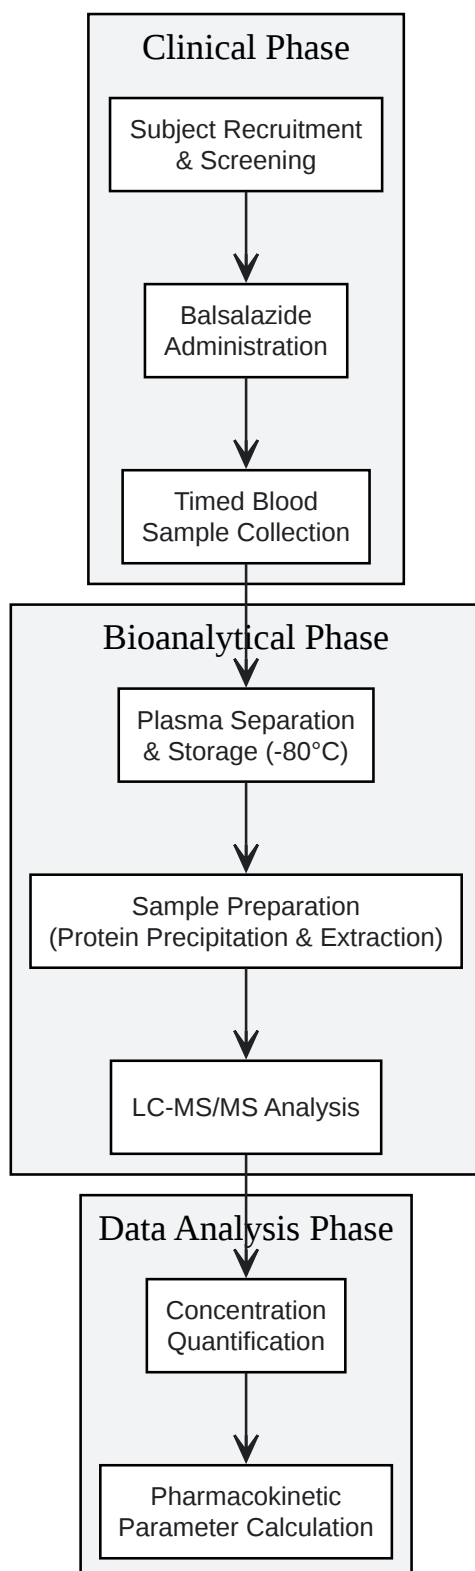 Clinical Phase
Subject Recruitment
& Screening
Balsalazide
Administration
Timed Blood
Sample Collection
Bioanalytical Phase
Plasma Separation
& Storage (-80°C)
Sample Preparation
(Protein Precipitation & Extraction)
LC-MS/MS Analysis
Data Analysis Phase
Concentration
Quantification
Pharmacokinetic
Parameter Calculation